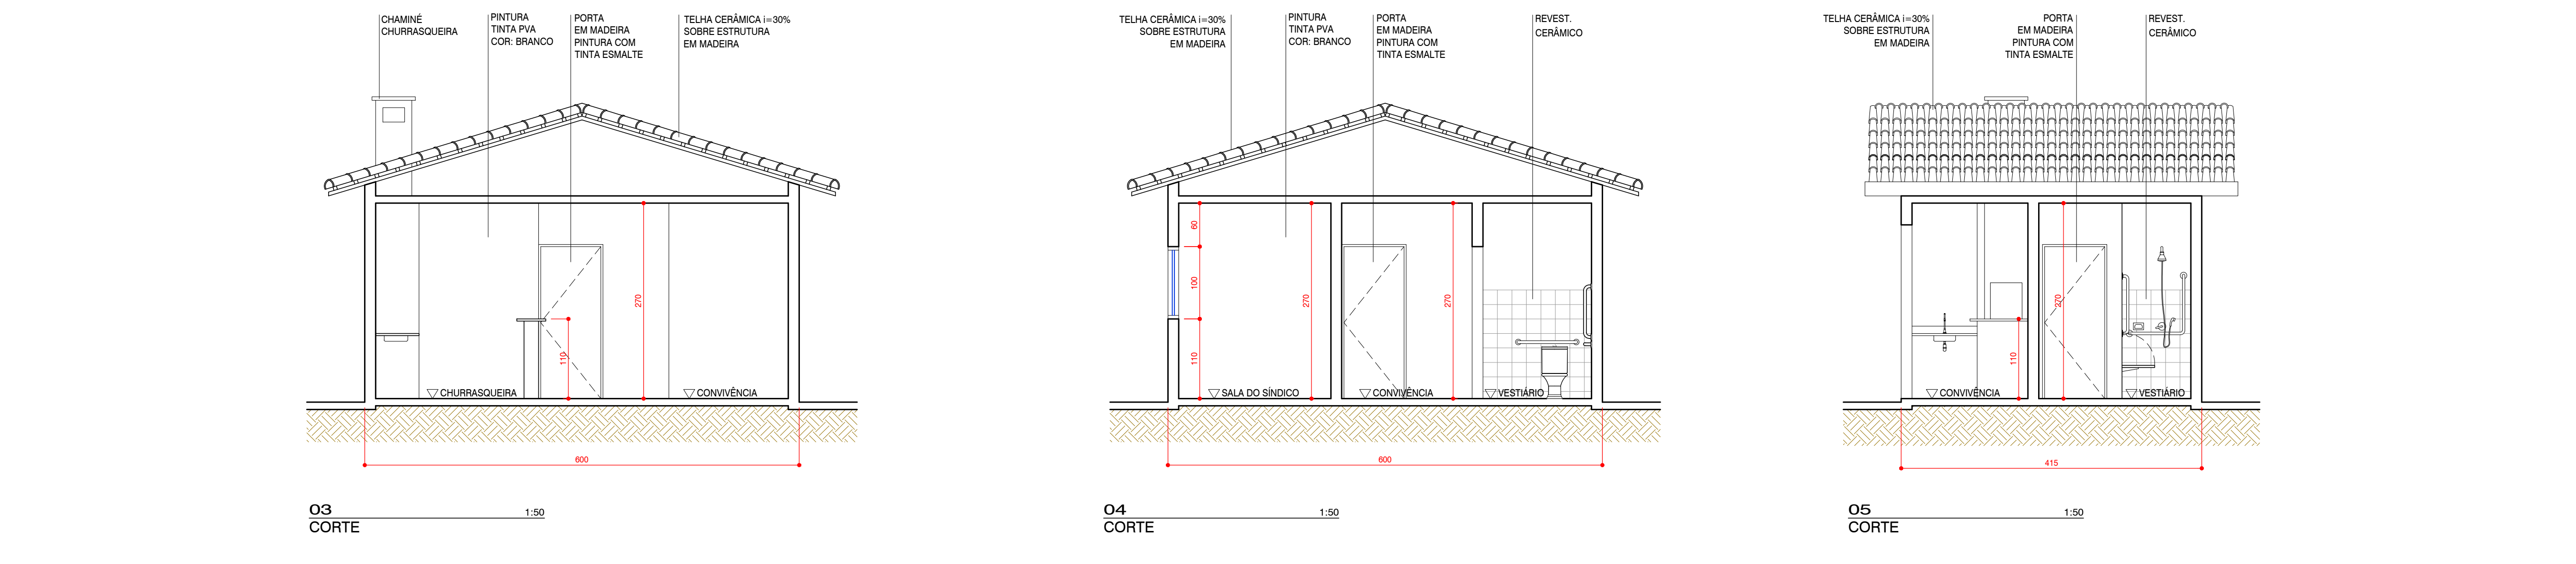 CHAMINÉ
CHURRASQUEIRA
PINTURA
TINTA PVA
COR: BRANCO
PORTA
EM MADEIRA
PINTURA COM
TINTA ESMALTE
TELHA CERÂMICA i=30%
SOBRE ESTRUTURA
EM MADEIRA
270
110
CHURRASQUEIRA
CONVIVÊNCIA
600
03
1:50
CORTE
TELHA CERÂMICA i=30%
SOBRE ESTRUTURA
EM MADEIRA
PINTURA
TINTA PVA
COR: BRANCO
PORTA
EM MADEIRA
PINTURA COM
TINTA ESMALTE
REVEST.
CERÂMICO
60
100
110
270
270
SALA DO SÍNDICO
CONVIVÊNCIA
VESTIÁRIO
600
04
1:50
CORTE
TELHA CERÂMICA i=30%
SOBRE ESTRUTURA
EM MADEIRA
PORTA
EM MADEIRA
PINTURA COM
TINTA ESMALTE
REVEST.
CERÂMICO
270
110
CONVIVÊNCIA
VESTIÁRIO
415
05
1:50
CORTE